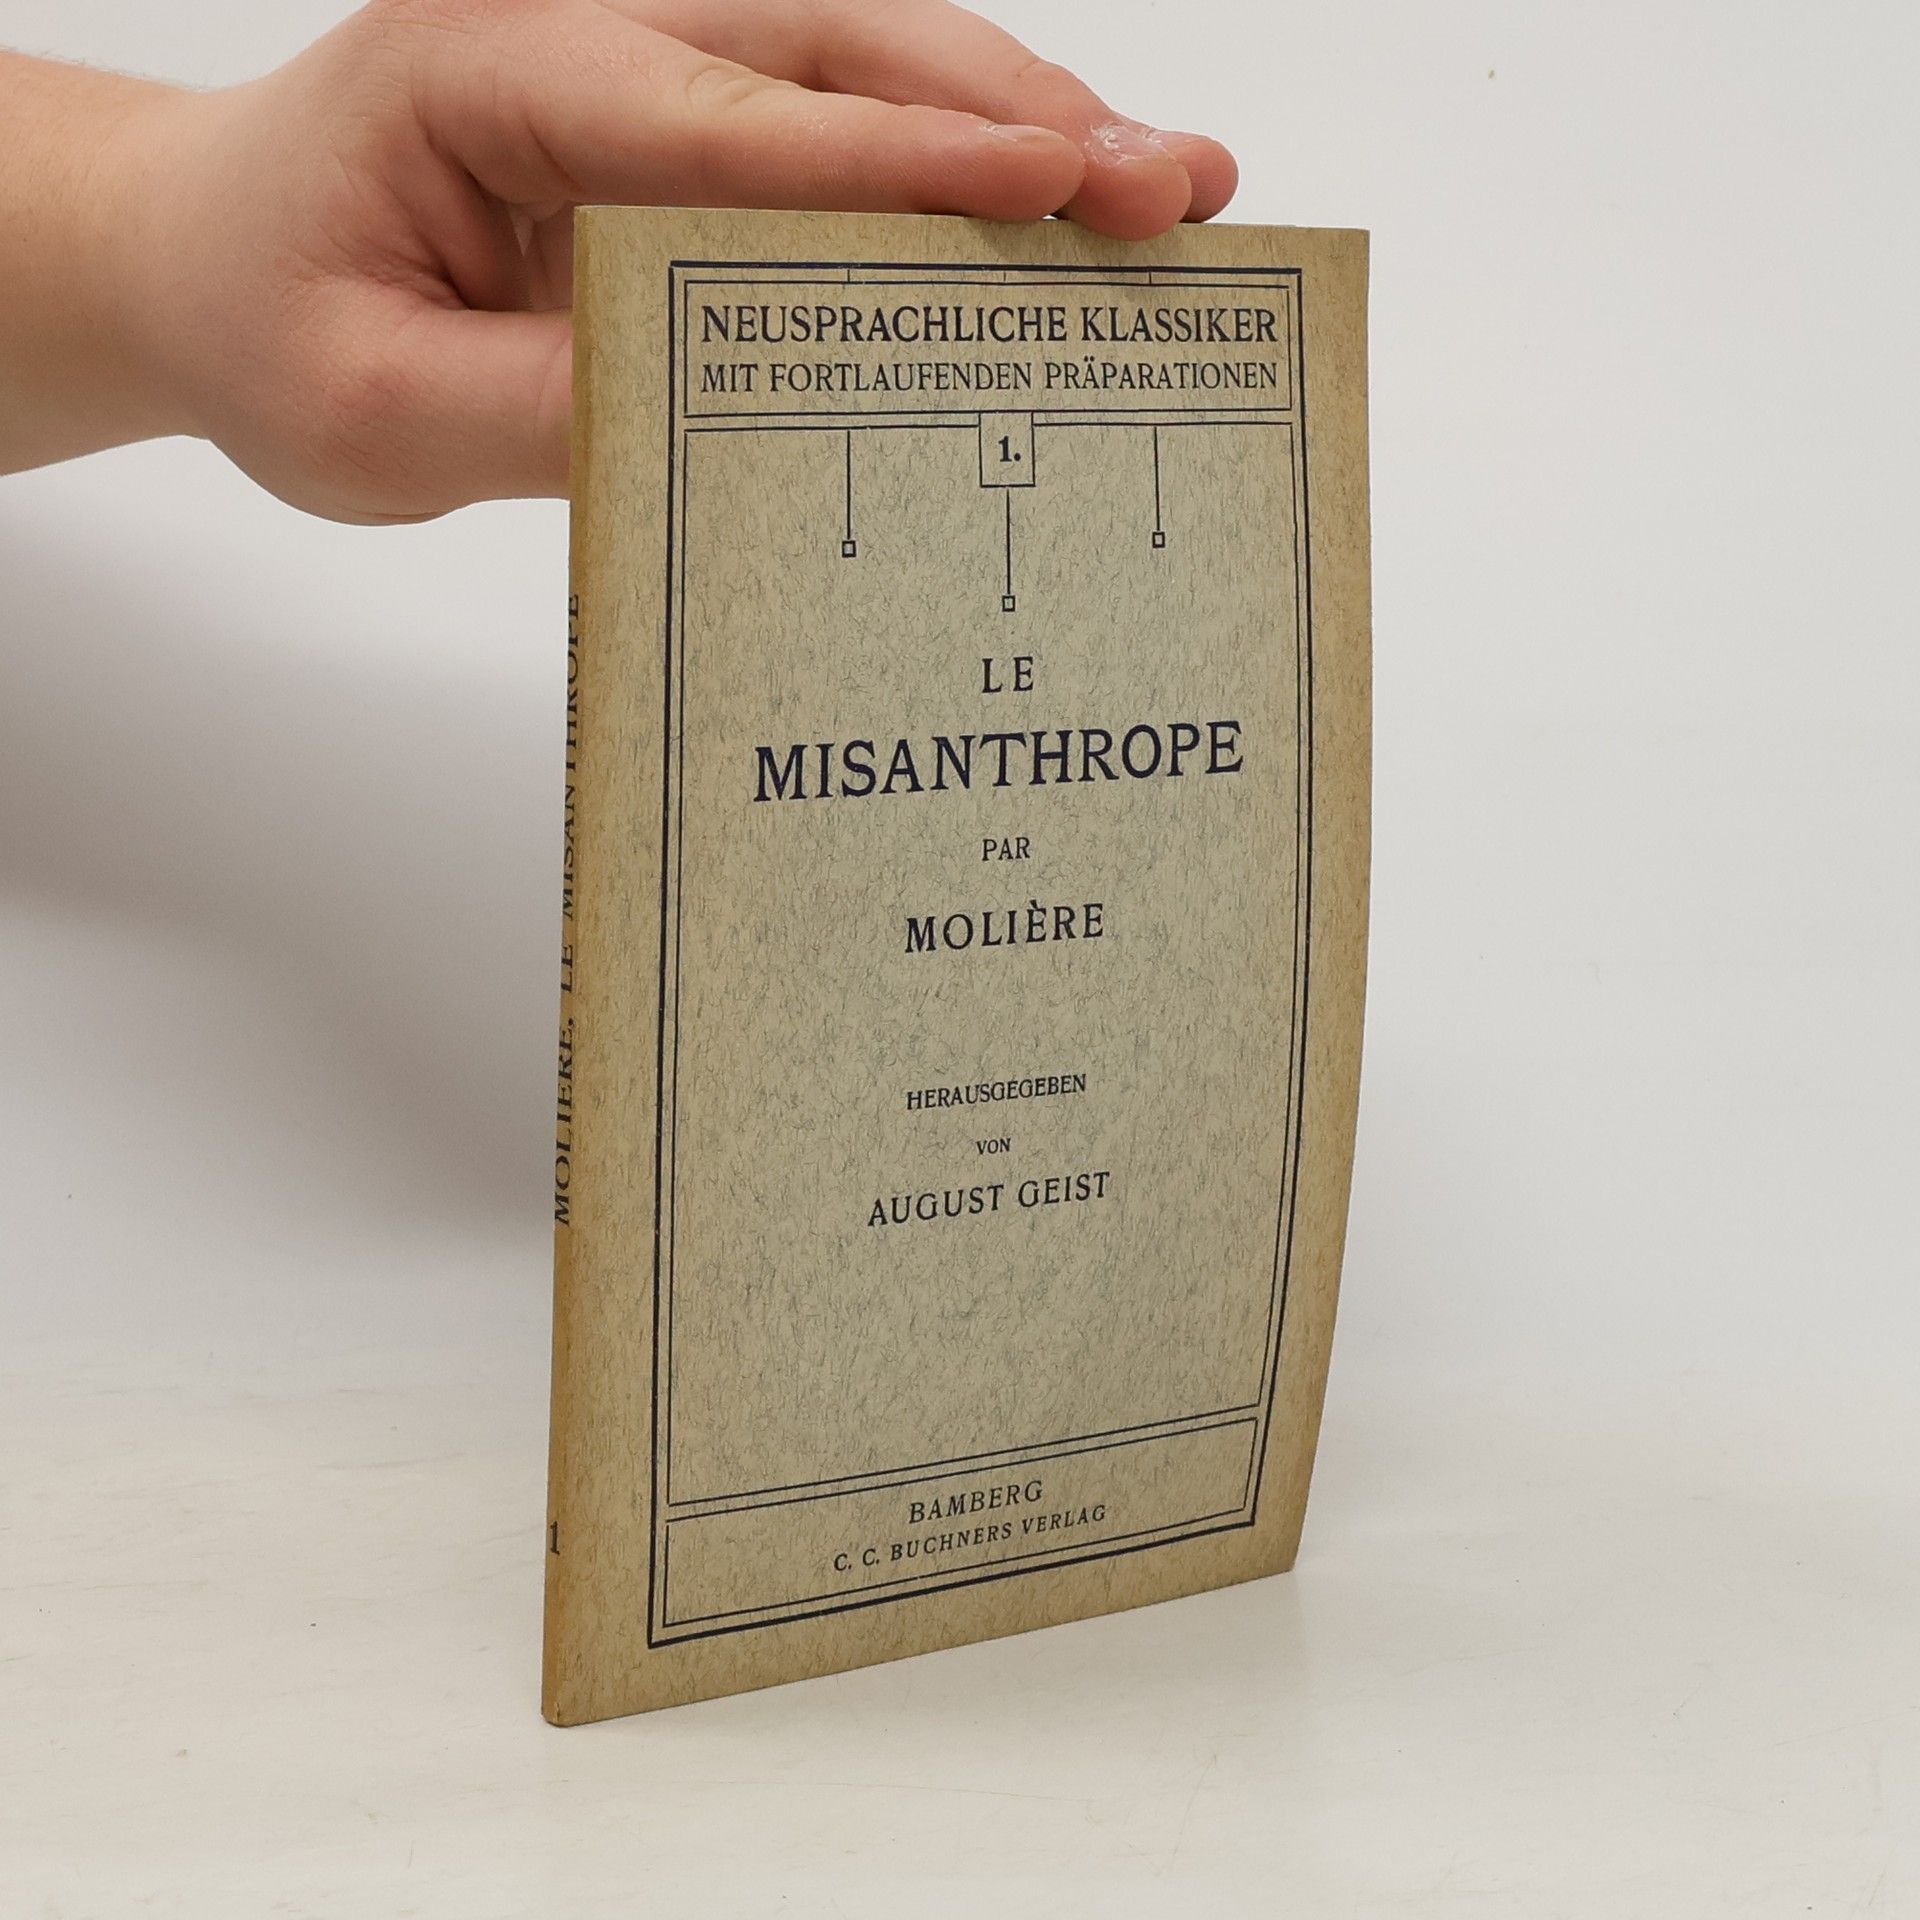 NEUSPRACHLICHE KLASSIKER
MIT FORTLAUFENDEN PRÄPARATIONEN
1.
LE
MISANTHROPE
PAR
MOLIÈRE
HERAUSGEGEBEN
VON
AUGUST GEIST
BAMBERG
C. C. BUCHNERS VERLAG
MOLIÈRE, LE MISANTHROPE
1